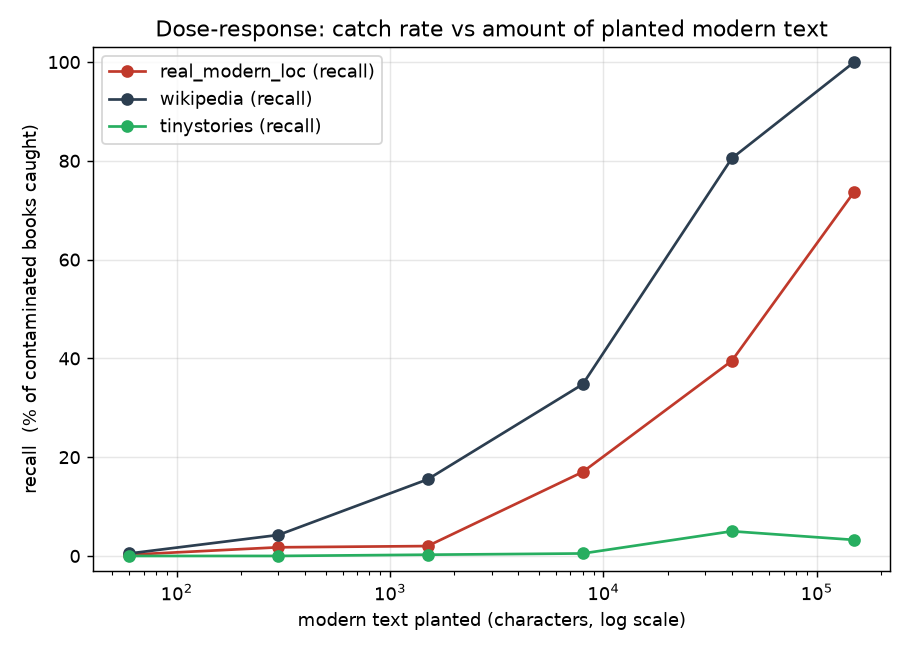 Dose-response: catch rate vs amount of planted modern text
real_modern_loc (recall)
wikipedia (recall)
tinystories (recall)
recall  (% of contaminated books caught)
100
80
60
40
20
0
10²
10³
10⁴
10⁵
modern text planted (characters, log scale)